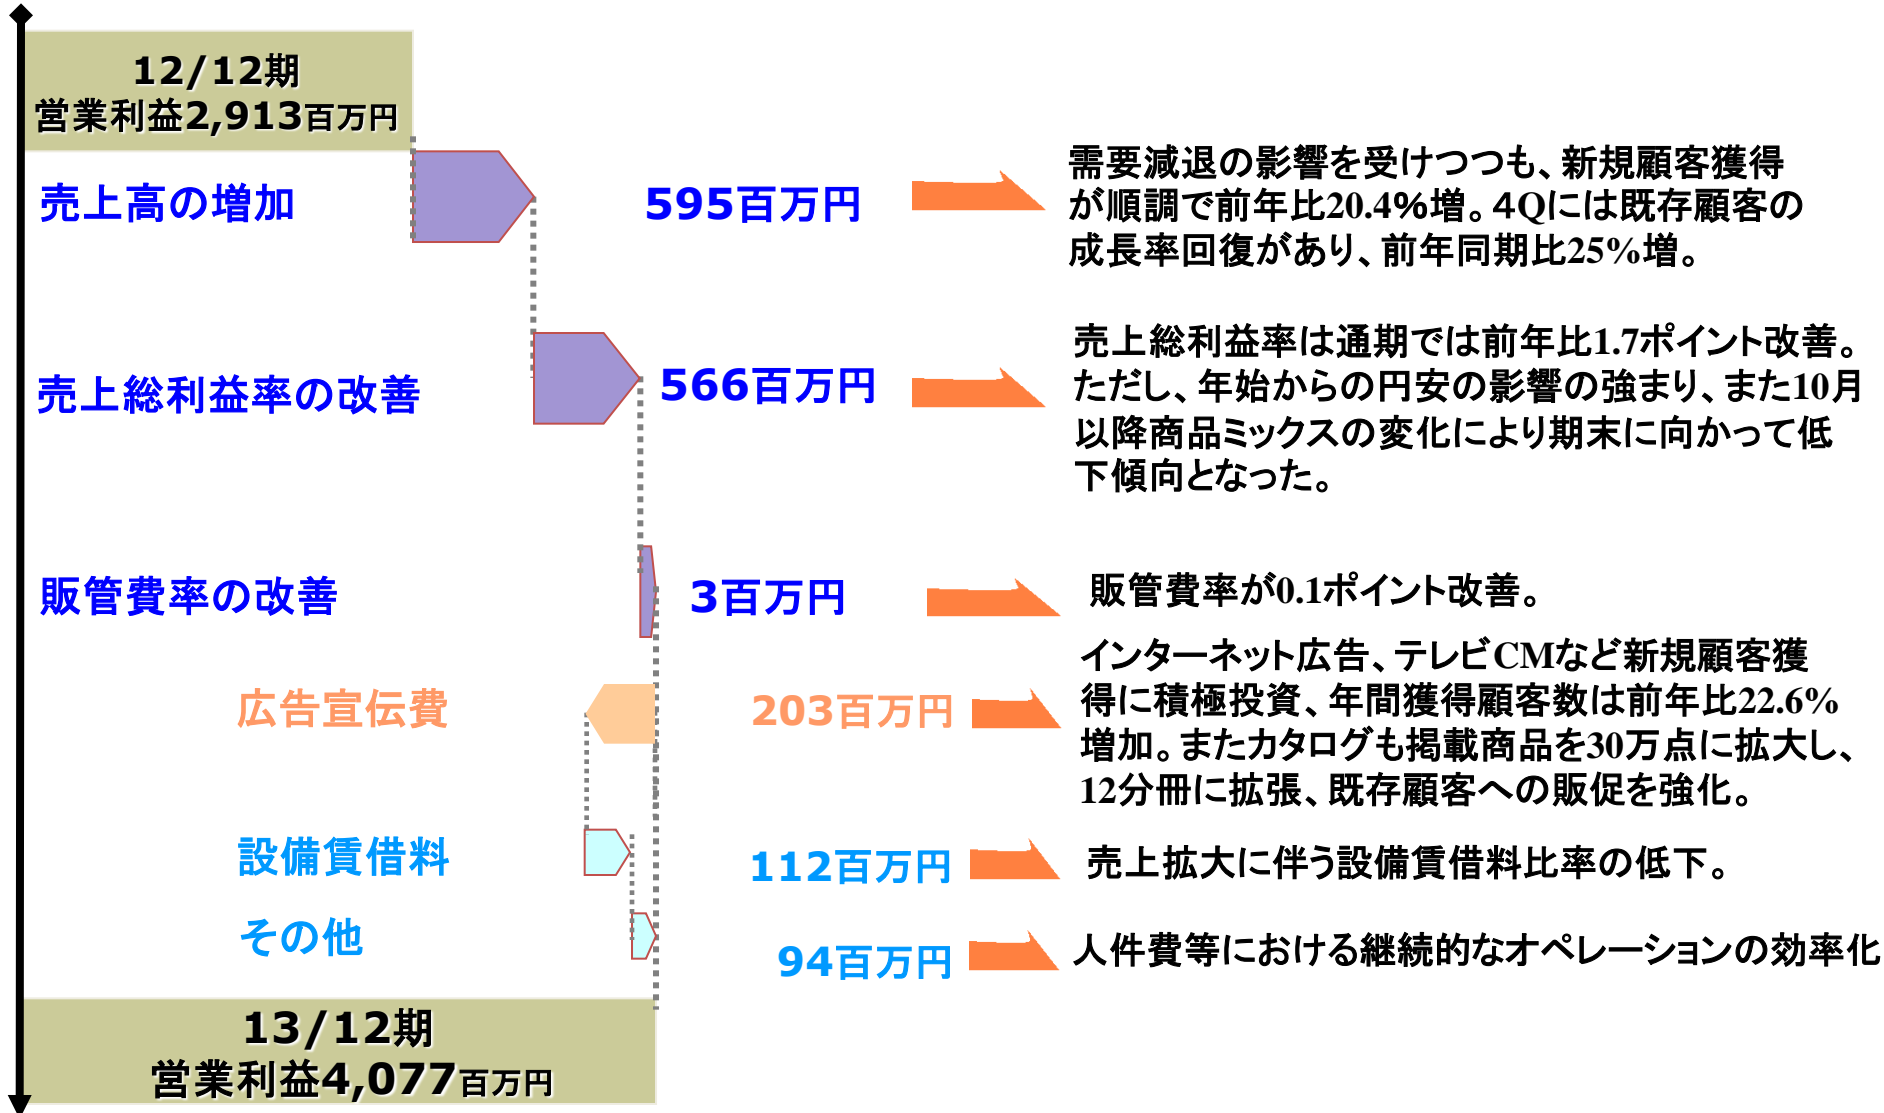 12/12期
営業利益2,913百万円
売上高の増加
595百万円
需要減退の影響を受けつつも、新規顧客獲得
が順調で前年比20.4%増。4Qには既存顧客の
成長率回復があり、前年同期比25%増。
売上総利益率の改善
566百万円
売上総利益率は通期では前年比1.7ポイント改善。
ただし、年始からの円安の影響の強まり、また10月
以降商品ミックスの変化により期末に向かって低
下傾向となった。
販管費率の改善
3百万円
販管費率が0.1ポイント改善。
広告宣伝費
203百万円
インターネット広告、テレビCMなど新規顧客獲
得に積極投資、年間獲得顧客数は前年比22.6%
増加。またカタログも掲載商品を30万点に拡大し、
12分冊に拡張、既存顧客への販促を強化。
設備賃借料
112百万円
売上拡大に伴う設備賃借料比率の低下。
その他
94百万円
人件費等における継続的なオペレーションの効率化
13/12期
営業利益4,077百万円